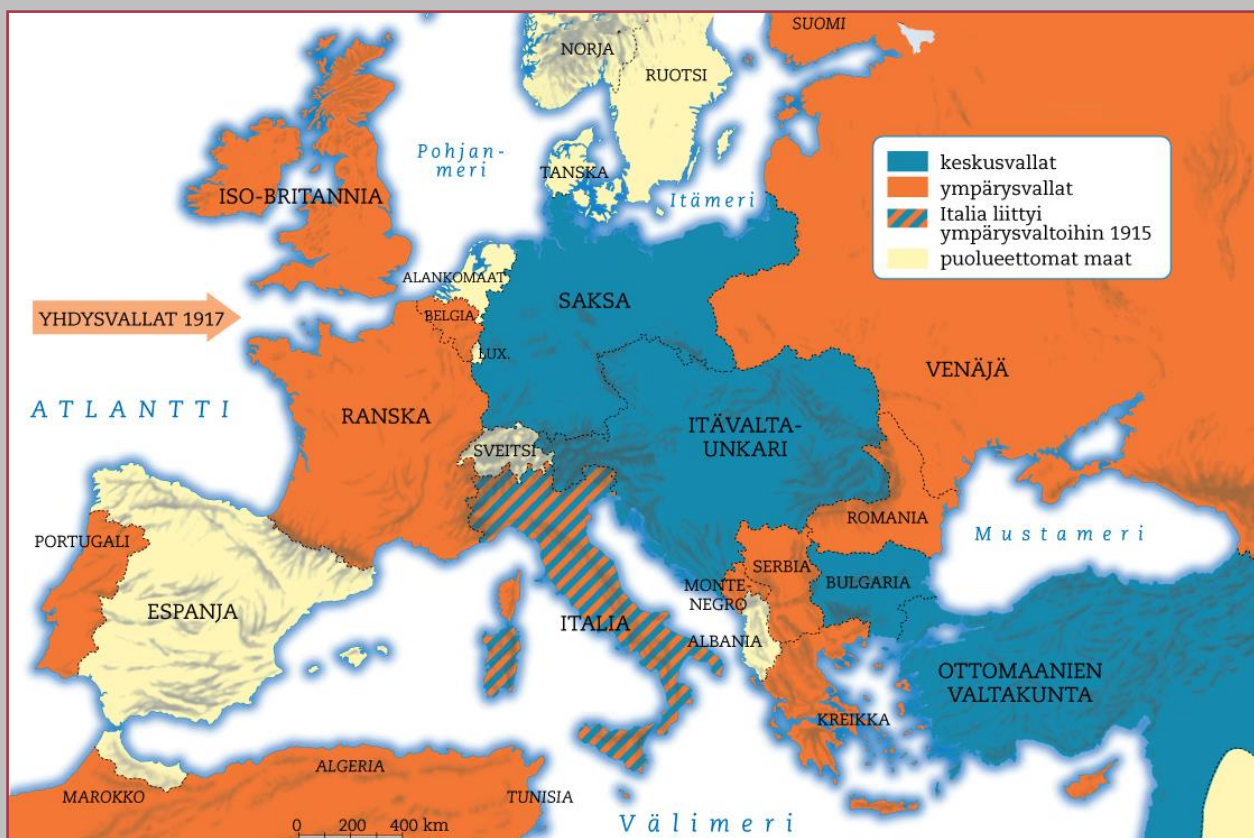 SUOMI
NORJA
RUOTSI
Pohjan-
meri
TANSKA
Itämeri
ISO-BRITANNIA
keskusvallat
ympärysvallat
Italia liittyi
ympärysvaltoihin 1915
puolueettomat maat
ALANKOMAAT
SAKSA
YHDYSVALLAT 1917
BELGIA
LUX.
VENÄJÄ
ATLANTTI
RANSKA
ITÄVALTA-
UNKARI
SVEITSI
ROMANIA
Mustameri
PORTUGALI
SERBIA
BULGARIA
MONTE
NEGRO
ESPANJA
ITALIA
ALBANIA
OTTOMAANIEN
VALTAKUNTA
KREIKKA
ALGERIA
MAROKKO
TUNISIA
Välimeri
0 200 400 km